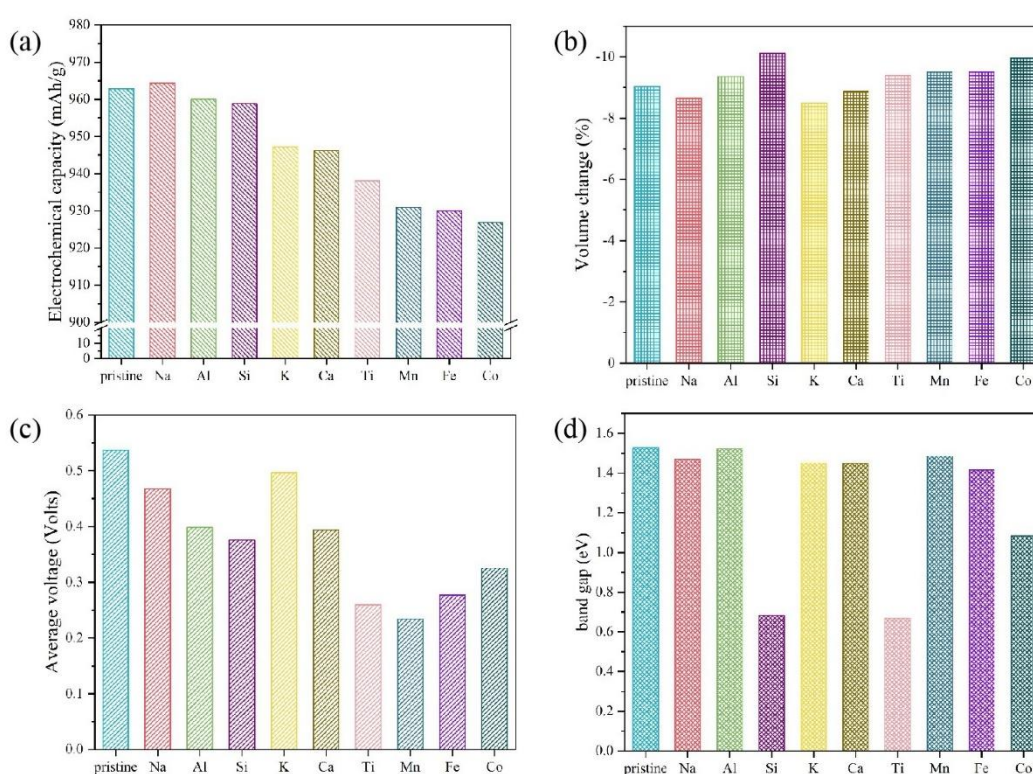 (a)
Electrochemical capacity (mAh/g)
980
970
960
950
940
930
920
900
10
0
pristine Na Al Si K Ca Ti Mn Fe Co
(b)
Volume change (%)
-10
-8
-6
-4
-2
0
pristine Na Al Si K Ca Ti Mn Fe Co
(c)
Average voltage (Volts)
0.6
0.5
0.4
0.3
0.2
0.1
0.0
pristine Na Al Si K Ca Ti Mn Fe Co
(d)
band gap (eV)
1.6
1.4
1.2
1.0
0.8
0.6
0.4
0.2
0.0
pristine Na Al Si K Ca Ti Mn Fe Co